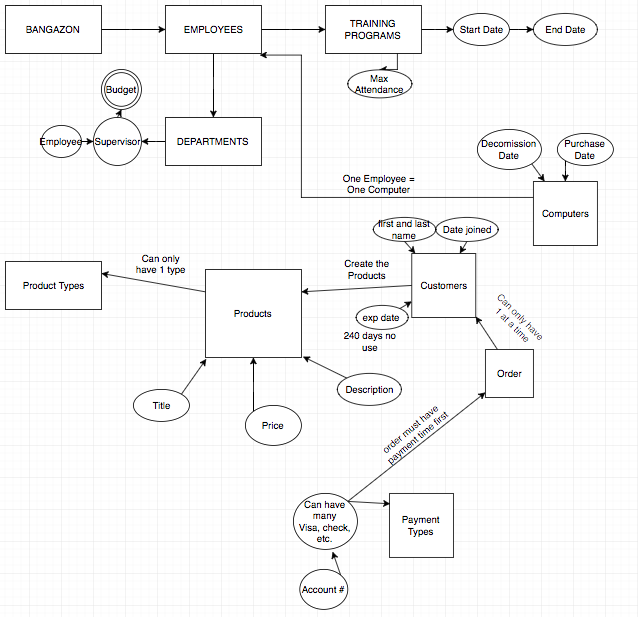 BANGAZON
EMPLOYEES
TRAINING
PROGRAMS
Start Date
End Date
Max
Attendance
Budget
Employee
Supervisor
DEPARTMENTS
Decomission
Date
Purchase
Date
One Employee =
One Computer
Computers
first and last
name
Date joined
Can only
have 1 type
Create the
Products
Customers
Product Types
Products
exp date
240 days no
use
Can only have
1 at a time
Order
Title
Price
Description
order must have
payment time first
Can have
many
Visa, check,
etc.
Payment
Types
Account #